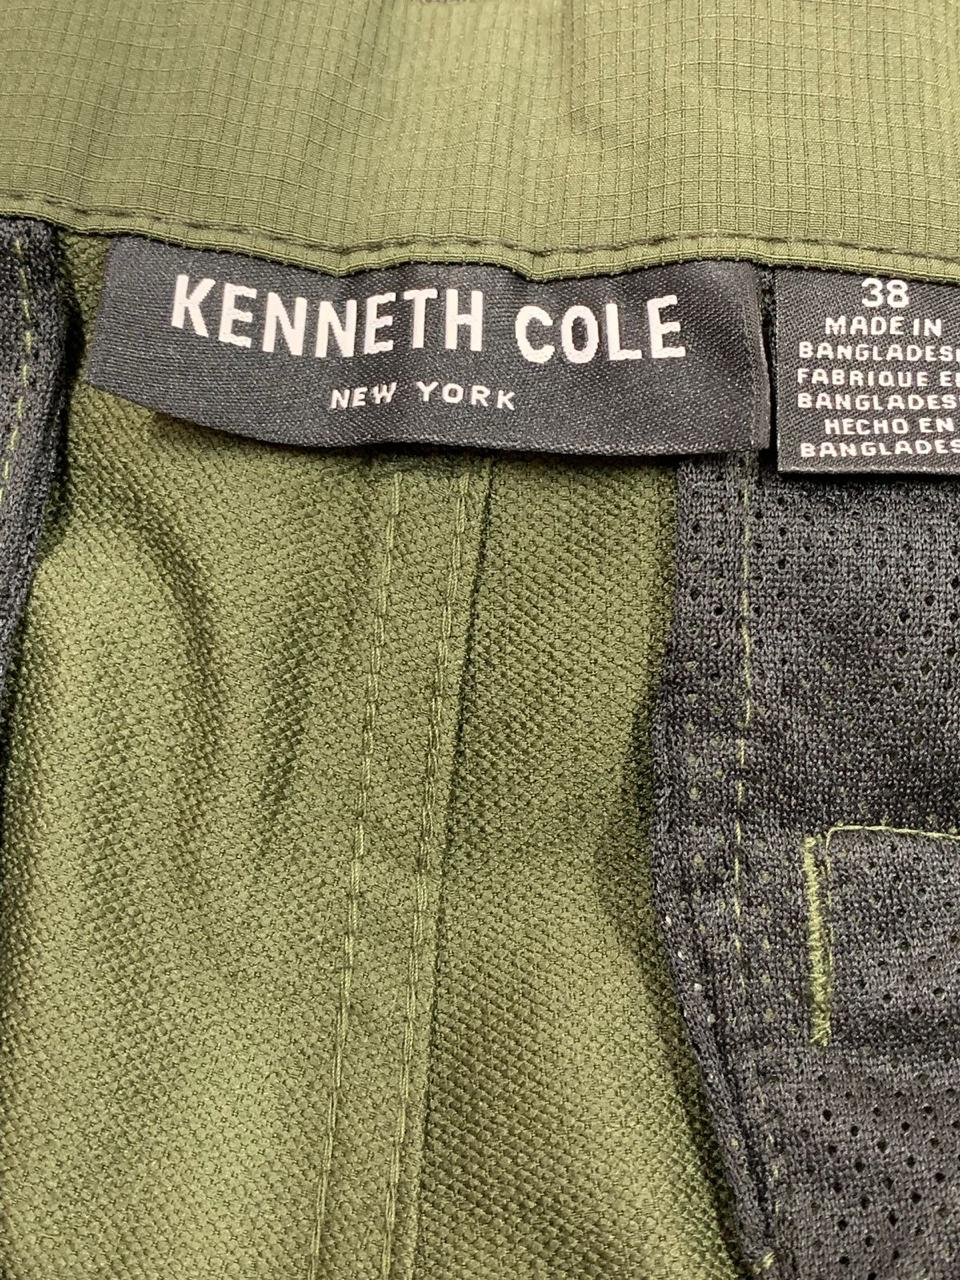 KENNETH COLE
NEW YORK
38
MADE IN
BANGLADES
FABRIQUE E
BANGLADES
HECHO EN
BANGLADES